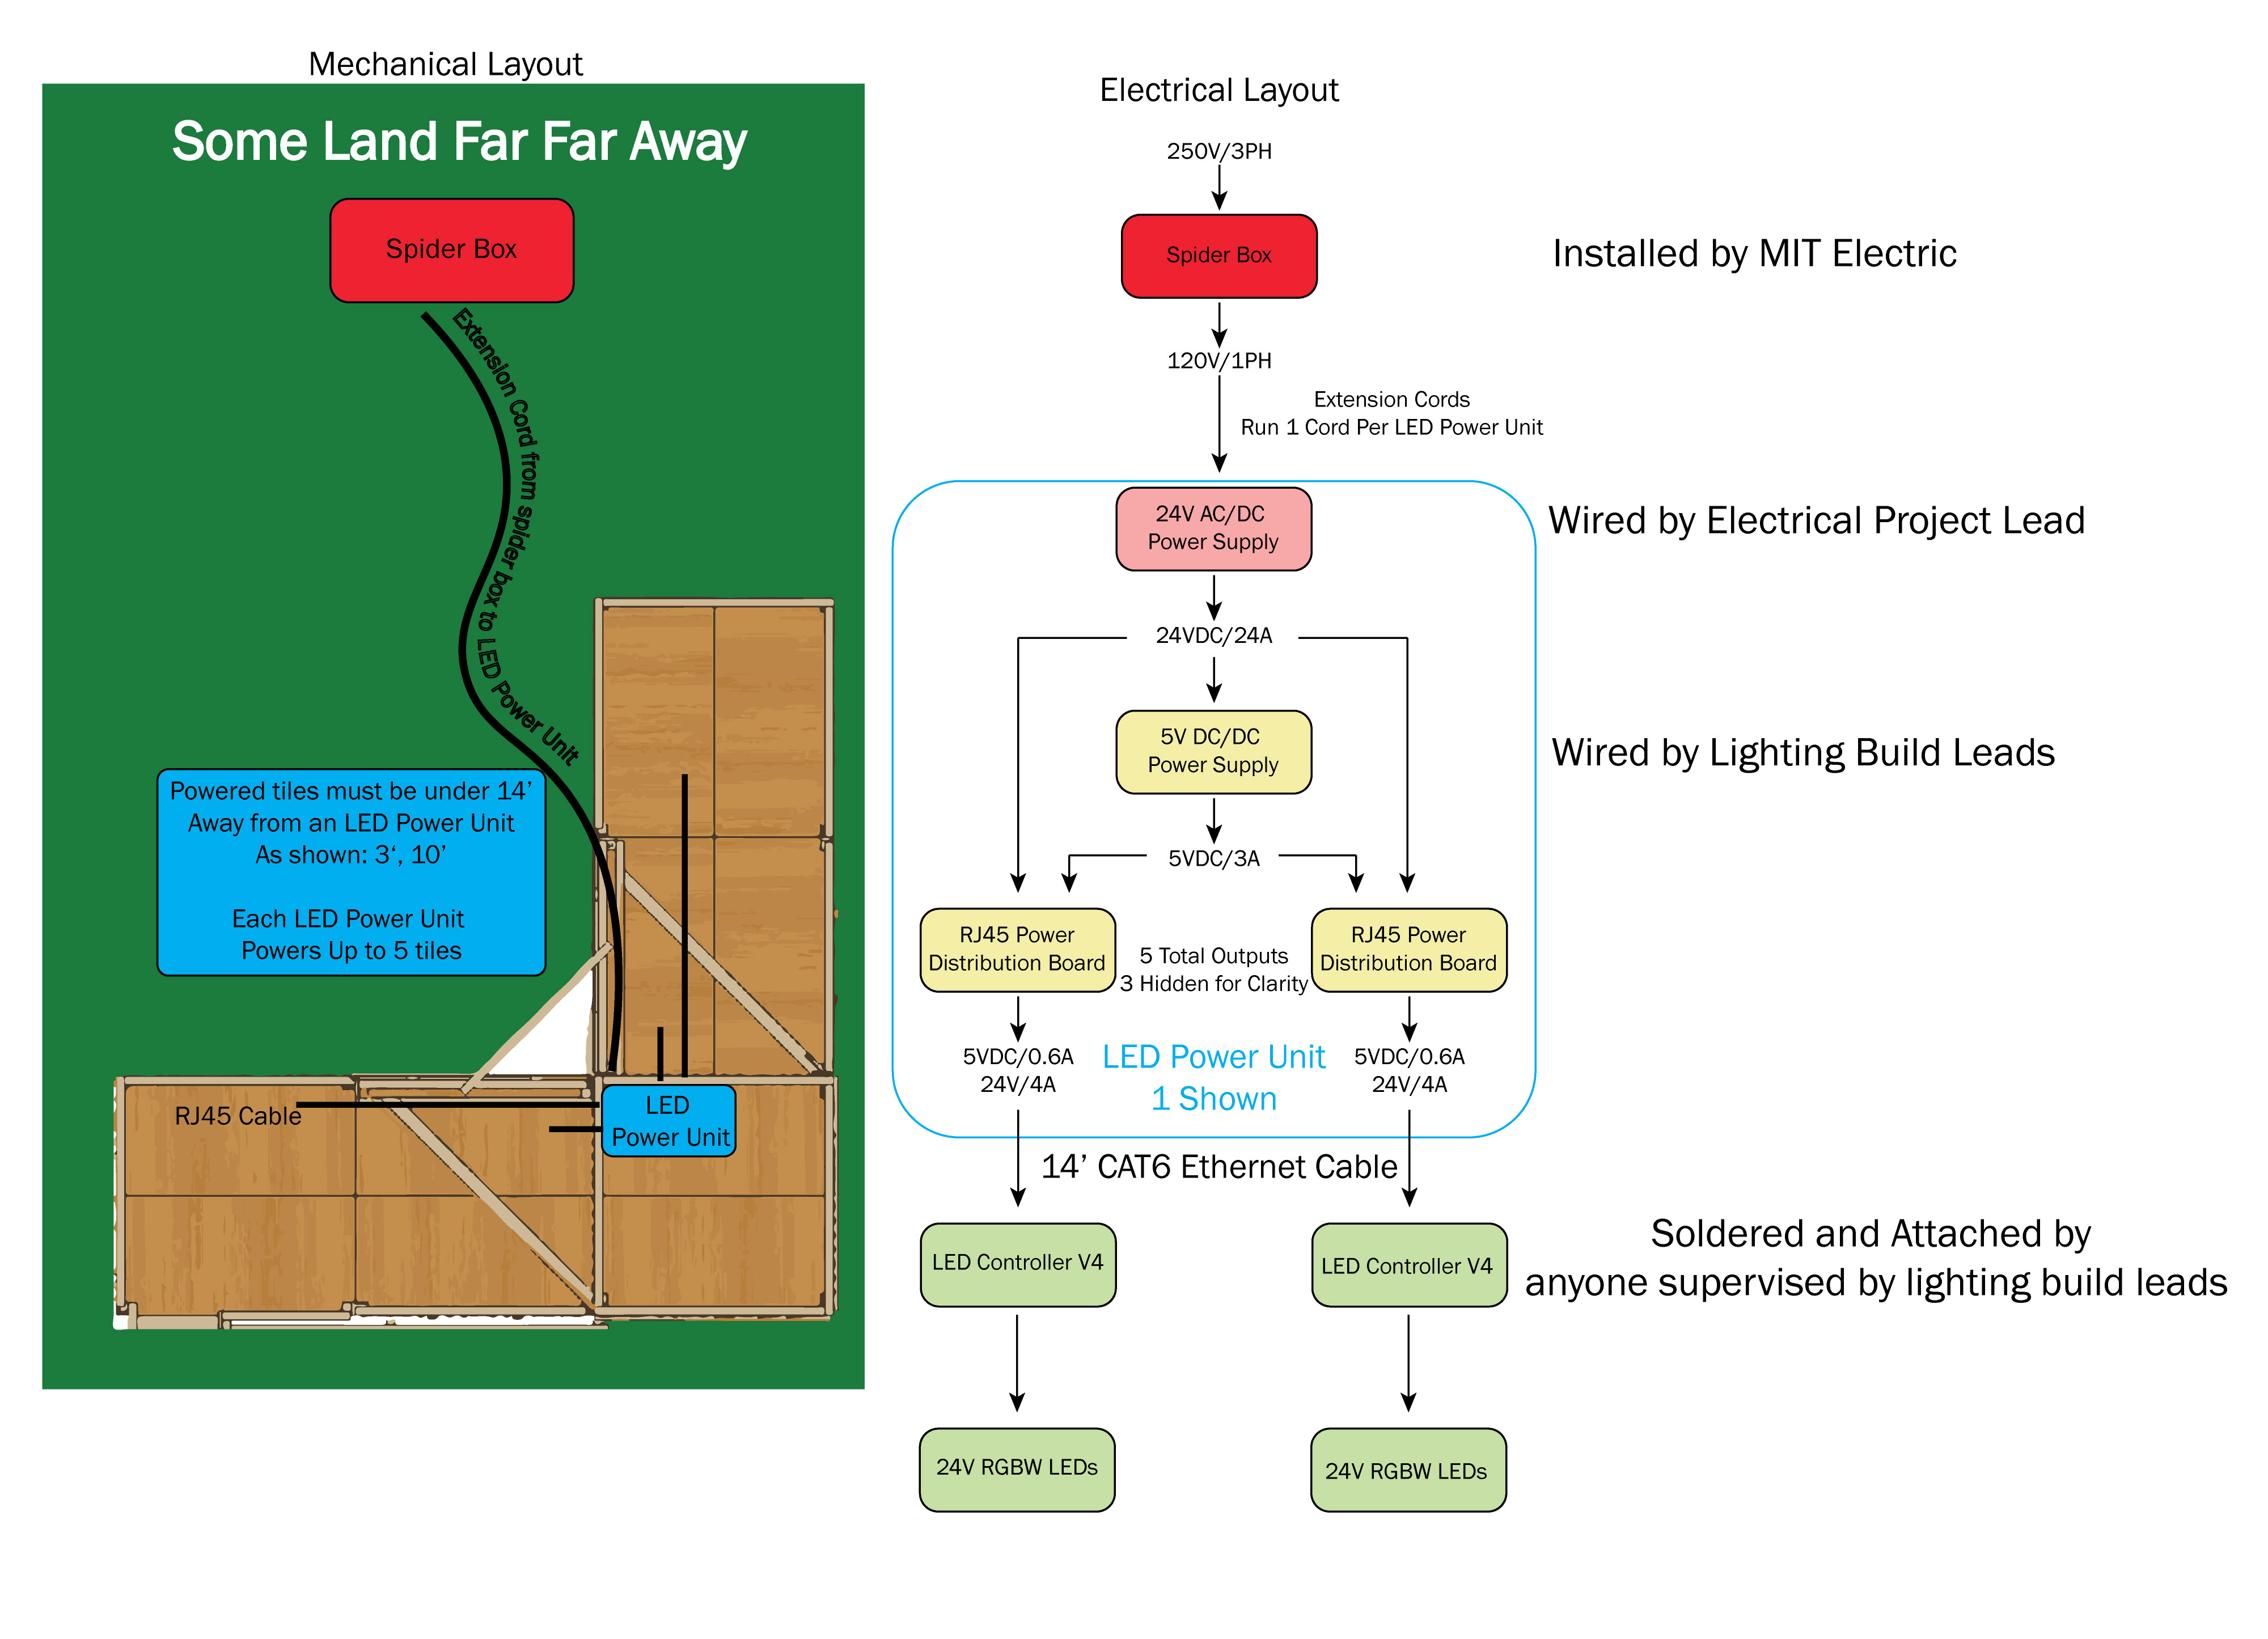 Mechanical Layout
Some Land Far Far Away
Spider Box
Extension Cord from spider box to LED Power Unit
Powered tiles must be under 14’
Away from an LED Power Unit
As shown: 3‘, 10’
Each LED Power Unit
Powers Up to 5 tiles
RJ45 Cable
LED
Power Unit
Electrical Layout
250V/3PH
Spider Box
Installed by MIT Electric
120V/1PH
Extension Cords
Run 1 Cord Per LED Power Unit
24V AC/DC
Power Supply
Wired by Electrical Project Lead
24VDC/24A
5V DC/DC
Power Supply
Wired by Lighting Build Leads
5VDC/3A
RJ45 Power
Distribution Board
5 Total Outputs
3 Hidden for Clarity
RJ45 Power
Distribution Board
5VDC/0.6A
24V/4A
LED Power Unit
1 Shown
5VDC/0.6A
24V/4A
14’ CAT6 Ethernet Cable
LED Controller V4
LED Controller V4
Soldered and Attached by
anyone supervised by lighting build leads
24V RGBW LEDs
24V RGBW LEDs